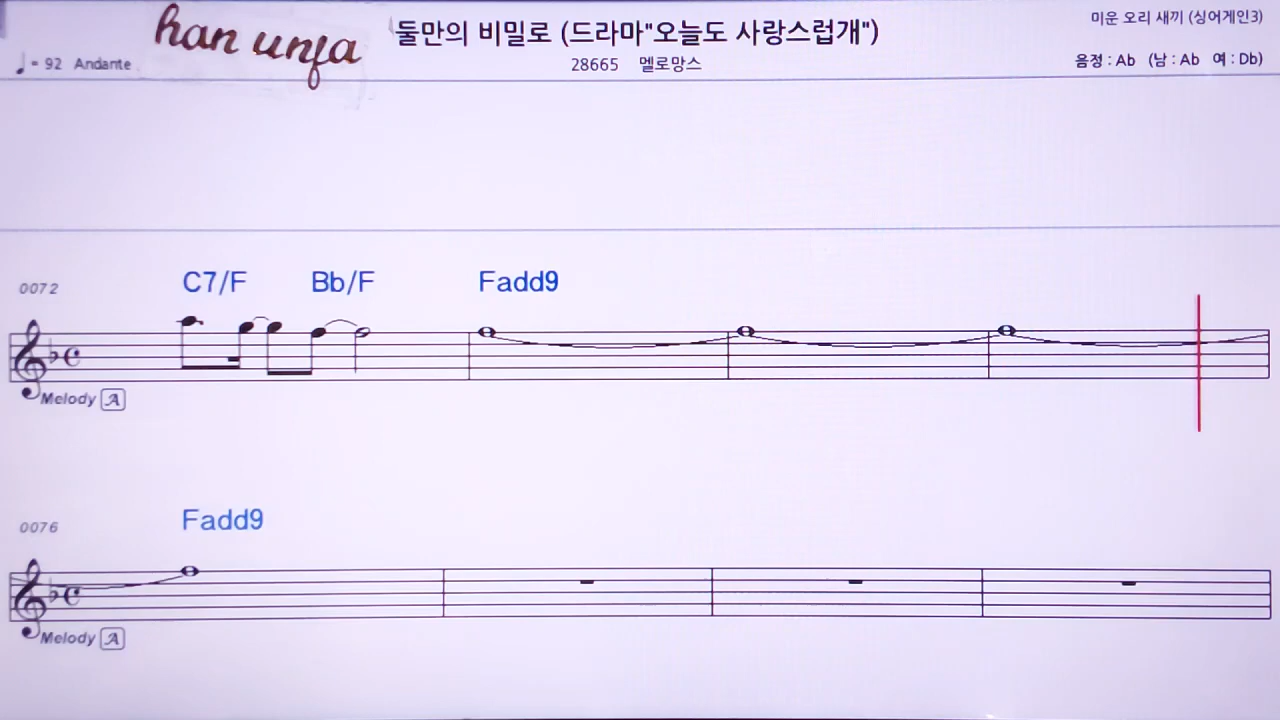 han unfa
둘만의 비밀로 (드라마"오늘도 사랑스럽개")
미운 오리 새끼 (싱어게인3)
♩= 92 Andante
28665 멜로망스
음정 : Ab (남 : Ab 여 : Db)
0072
C7/F Bb/F Fadd9
Melody A
0076
Fadd9
Melody A